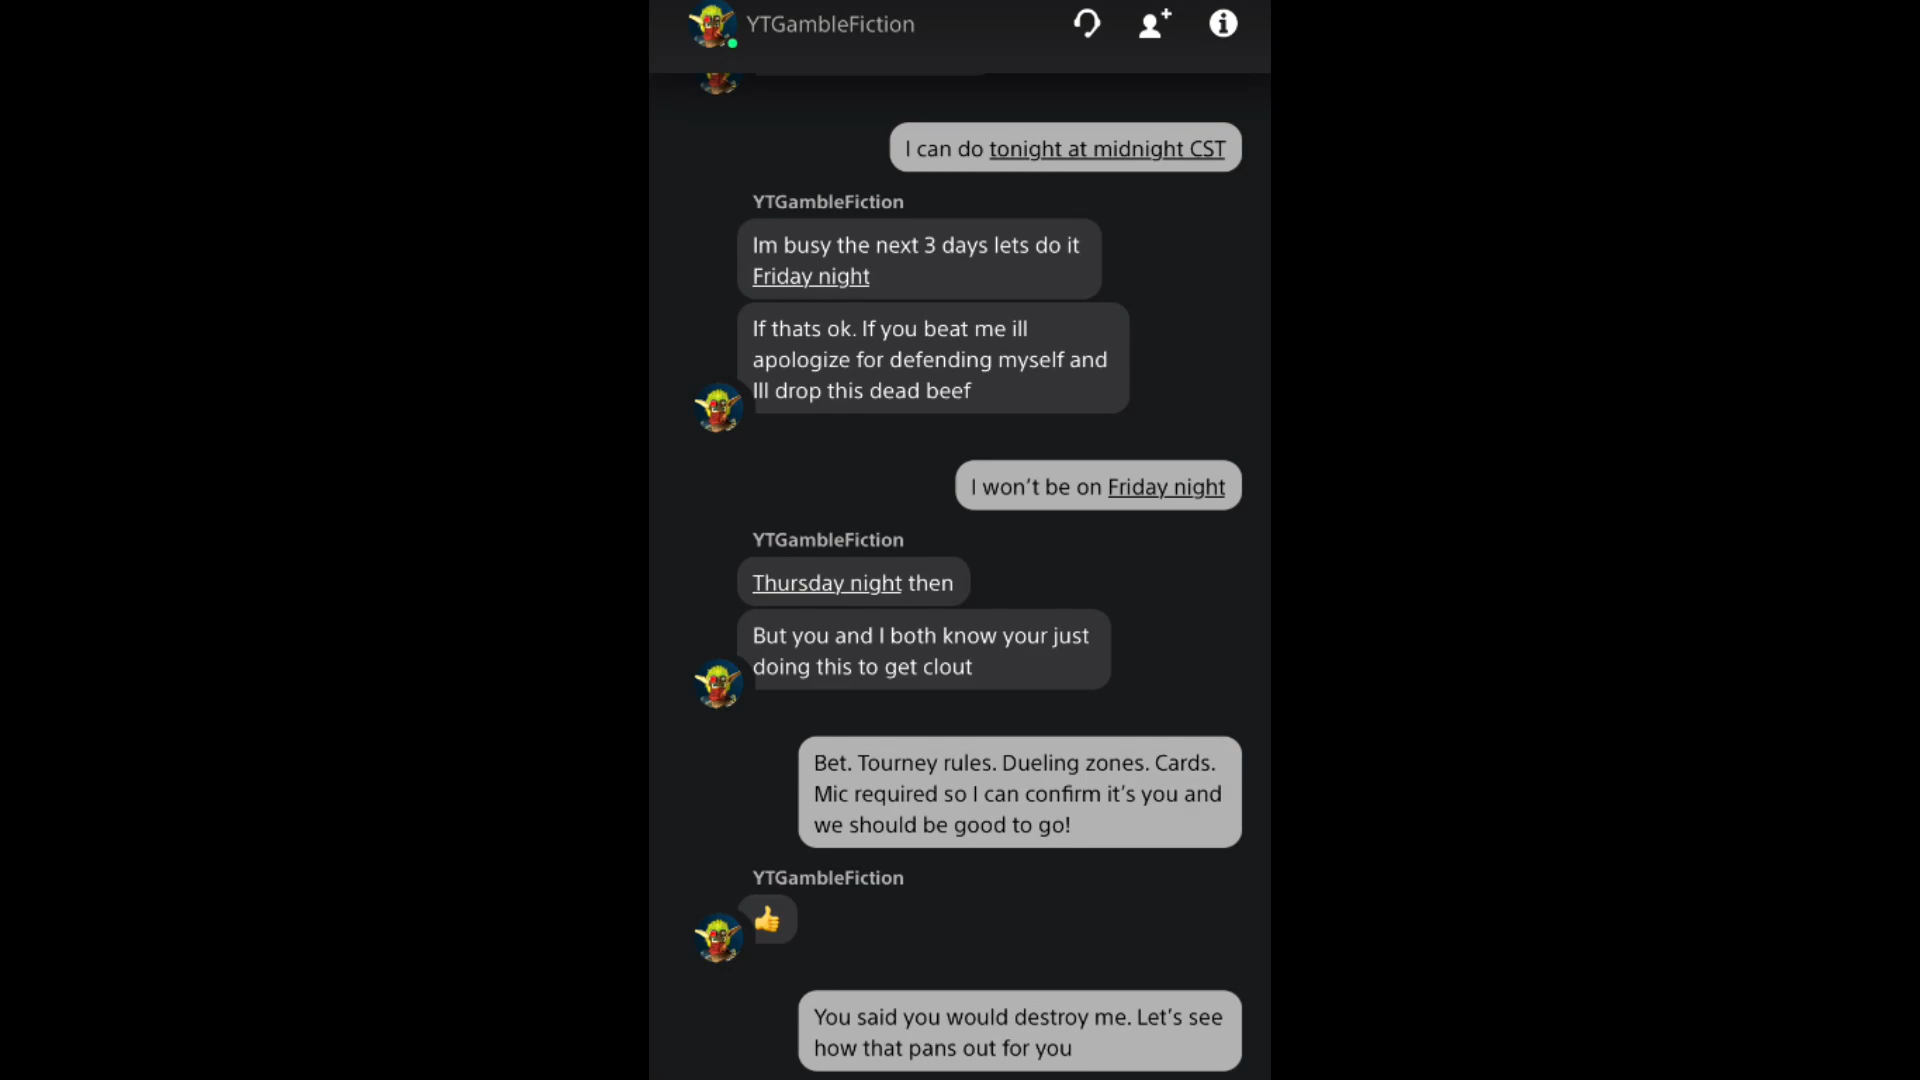 YTGambleFiction
I can do tonight at midnight CST
YTGambleFiction
Im busy the next 3 days lets do it
Friday night
If thats ok. If you beat me ill
apologize for defending myself and
Ill drop this dead beef
I won't be on Friday night
YTGambleFiction
Thursday night then
But you and I both know your just
doing this to get clout
Bet. Tourney rules. Dueling zones. Cards.
Mic required so I can confirm it's you and
we should be good to go!
YTGambleFiction
👍
You said you would destroy me. Let's see
how that pans out for you